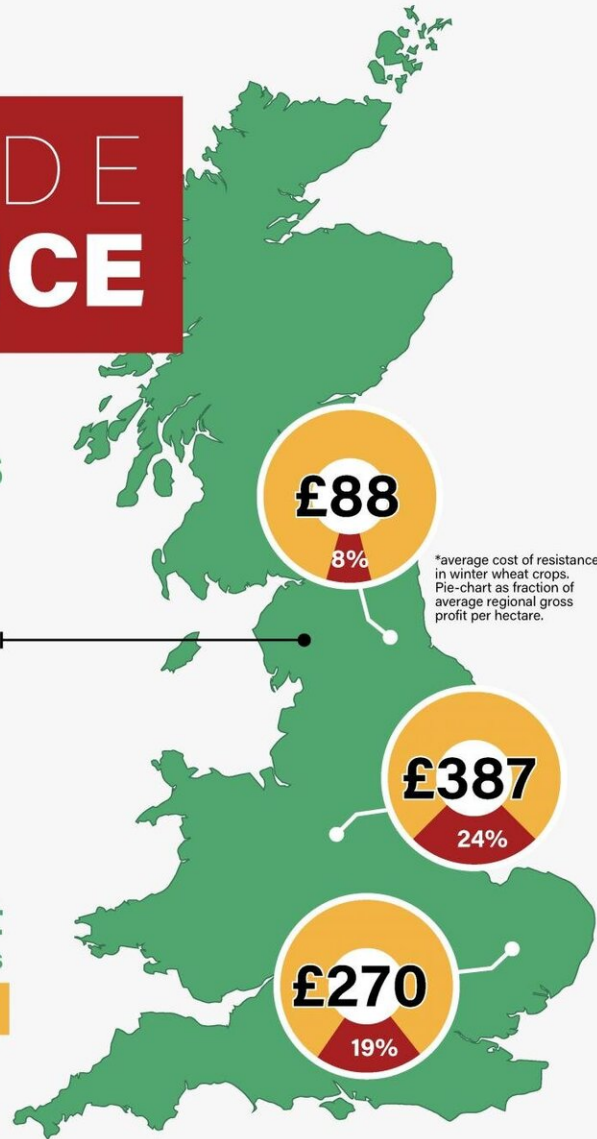 DE
CE
£88
8%
*average cost of resistance
in winter wheat crops.
Pie-chart as fraction of
average regional gross
profit per hectare.
£387
24%
£270
19%